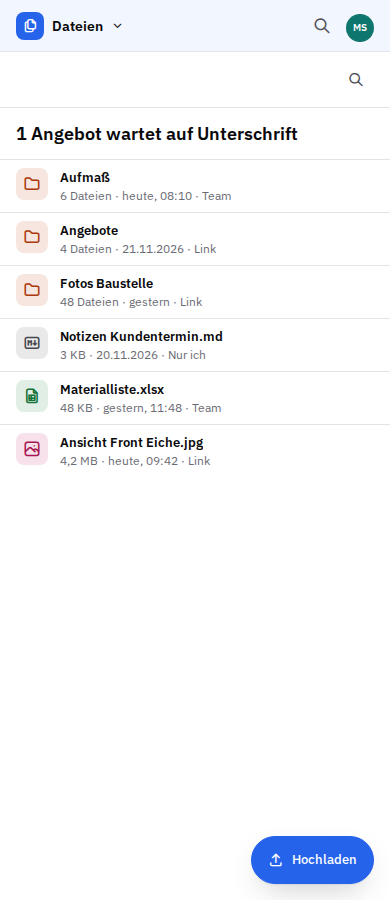 Dateien
MS
1 Angebot wartet auf Unterschrift
Aufmaß
6 Dateien · heute, 08:10 · Team
Angebote
4 Dateien · 21.11.2026 · Link
Fotos Baustelle
48 Dateien · gestern · Link
Notizen Kundentermin.md
3 KB · 20.11.2026 · Nur ich
Materialliste.xlsx
48 KB · gestern, 11:48 · Team
Ansicht Front Eiche.jpg
4,2 MB · heute, 09:42 · Link
Hochladen